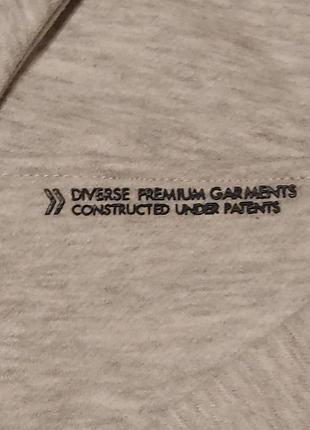 » DIVERSE PREMIUM GARMENTS
CONSTRUCTED UNDER PATENTS